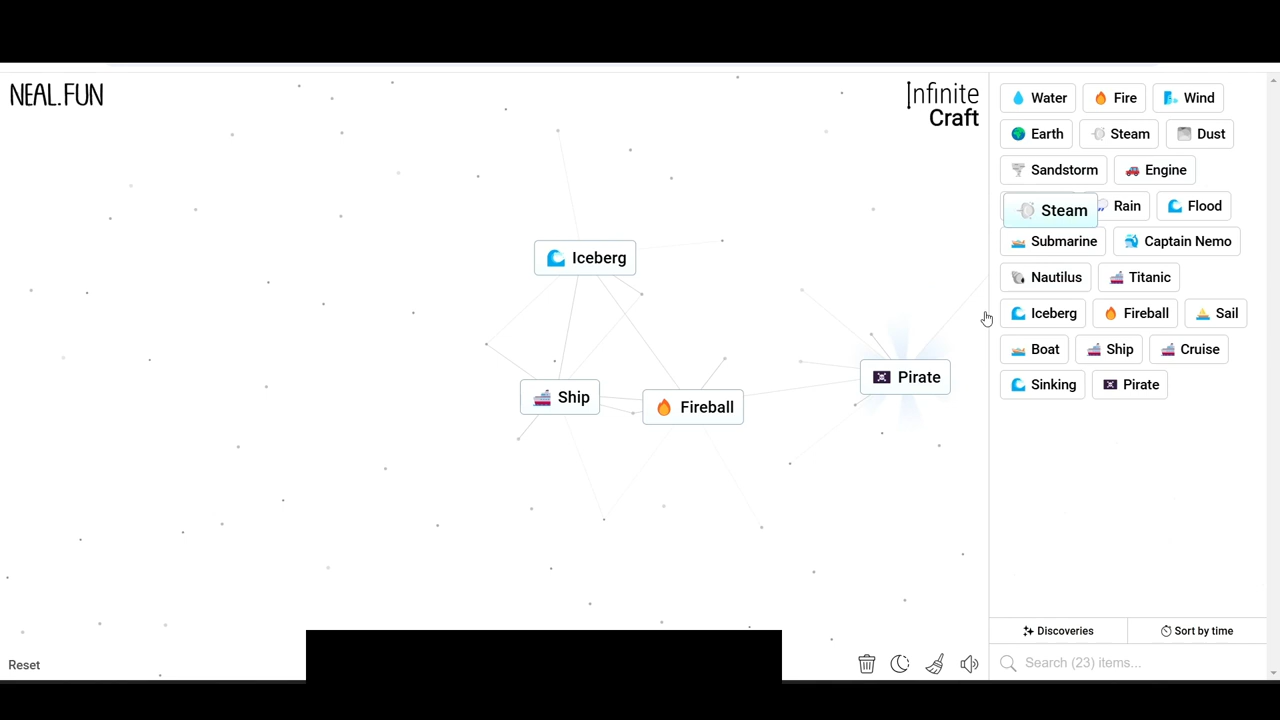 NEAL.FUN
Infinite
Craft
Iceberg
Ship
Fireball
Pirate
Water Fire Wind
Earth Steam Dust
Sandstorm Engine
Steam Rain Flood
Submarine Captain Nemo
Nautilus Titanic
Iceberg Fireball Sail
Boat Ship Cruise
Sinking Pirate
Discoveries Sort by time
Search (23) items...
Reset